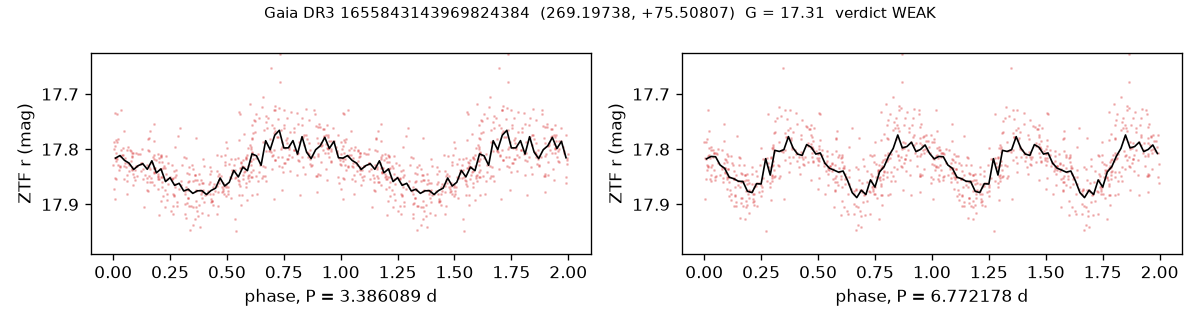 Gaia DR3 1655843143969824384  (269.19738, +75.50807)  G = 17.31  verdict WEAK
ZTF r (mag)
17.7
17.8
17.9
0.00 0.25 0.50 0.75 1.00 1.25 1.50 1.75 2.00
phase, P = 3.386089 d
ZTF r (mag)
17.7
17.8
17.9
0.00 0.25 0.50 0.75 1.00 1.25 1.50 1.75 2.00
phase, P = 6.772178 d